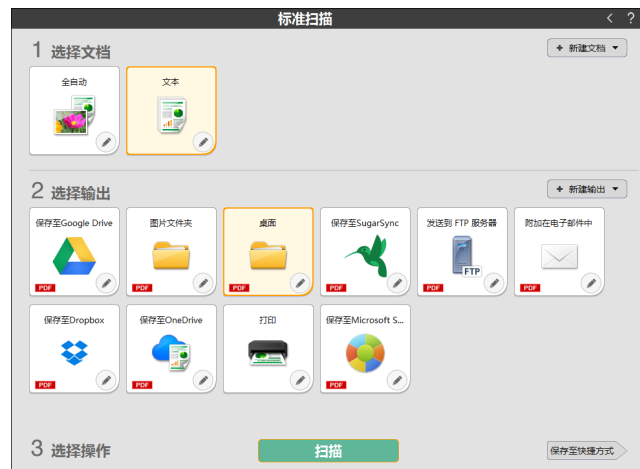 标准扫描
< ?
1 选择文档
+ 新建文档
全自动
文本
2 选择输出
+ 新建输出
保存至Google Drive
图片文件夹
桌面
保存至SugarSync
发送到 FTP 服务器
附加在电子邮件中
PDF
PDF
PDF
PDF
FTP
PDF
PDF
保存至Dropbox
保存至OneDrive
打印
保存至Microsoft S...
PDF
PDF
PDF
3 选择操作
扫描
保存至快捷方式